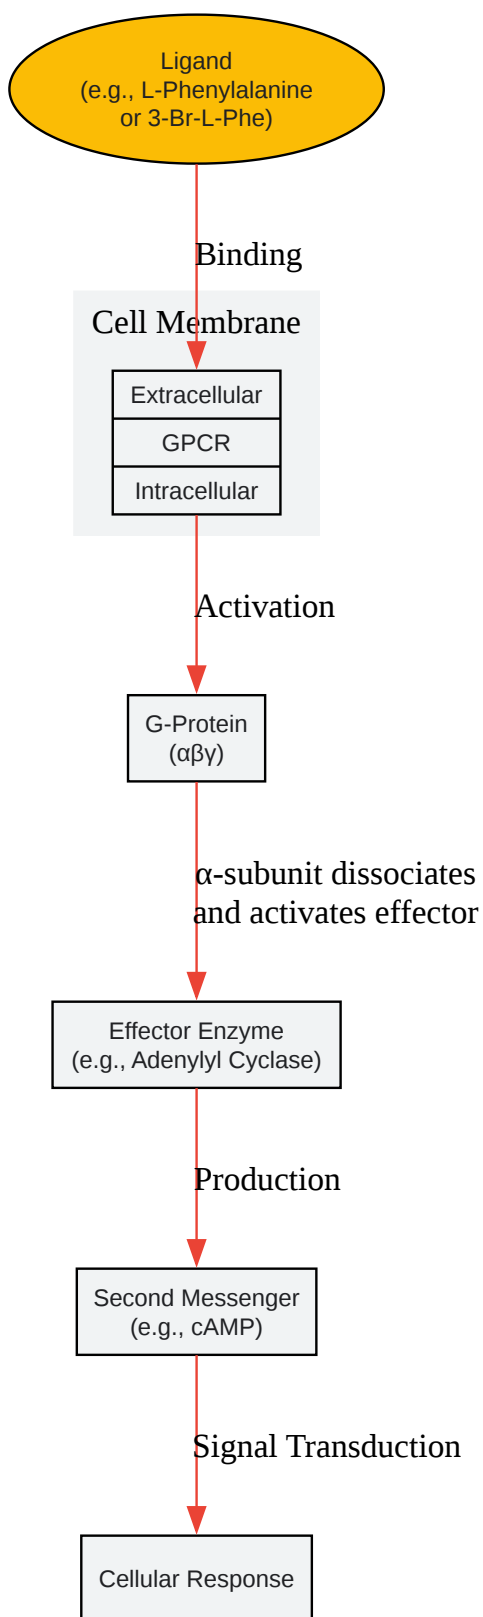 Ligand
(e.g., L-Phenylalanine
or 3-Br-L-Phe)
Binding
Cell Membrane
Extracellular
GPCR
Intracellular
Activation
G-Protein
(αβγ)
α-subunit dissociates
and activates effector
Effector Enzyme
(e.g., Adenylyl Cyclase)
Production
Second Messenger
(e.g., cAMP)
Signal Transduction
Cellular Response